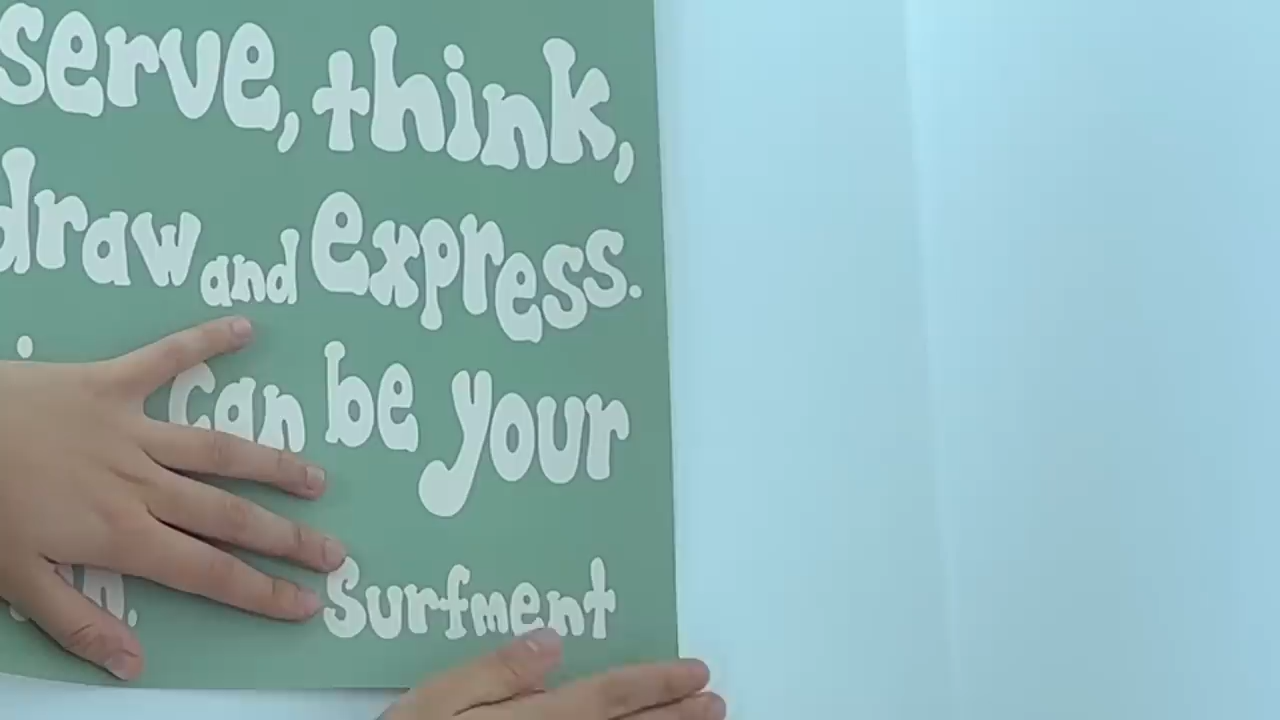 serve, think,
draw and express.
can be your
Surfment